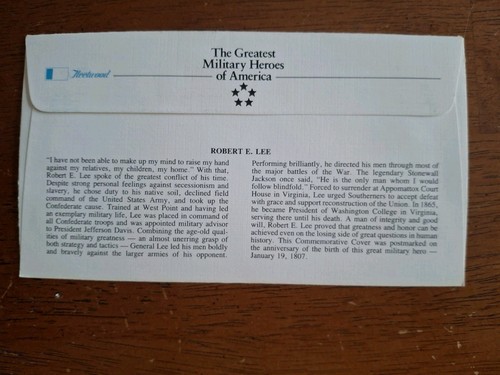 The Greatest
Military Heroes
of America
Fleetwood
ROBERT E. LEE
"I have not been able to make up my mind to raise my hand
against my relatives, my children, my home." With that,
Robert E. Lee spoke of the greatest conflict of his time.
Despite strong personal feelings against secessionism and
slavery, he chose duty to his native soil, declined field
command of the United States Army, and took up the
Confederate cause. Trained at West Point and having led
an exemplary military life, Lee was placed in command of
all Confederate troops and was appointed military advisor
to President Jefferson Davis. Combining the age-old qual-
ities of military greatness — an almost unerring grasp of
both strategy and tactics — General Lee led his men boldly
and bravely against the larger armies of his opponent.
Performing brilliantly, he directed his men through most of
the major battles of the War. The legendary Stonewall
Jackson once said, "He is the only man whom I would
follow blindfold." Forced to surrender at Appomattox Court
House in Virginia, Lee urged Southerners to accept defeat
with grace and support reconstruction of the Union. In 1865,
he became President of Washington College in Virginia,
serving there until his death. A man of integrity and good
will, Robert E. Lee proved that greatness and honor can be
achieved even on the losing side of great questions in human
history. This Commemorative Cover was postmarked on
the anniversary of the birth of this great military hero —
January 19, 1807.